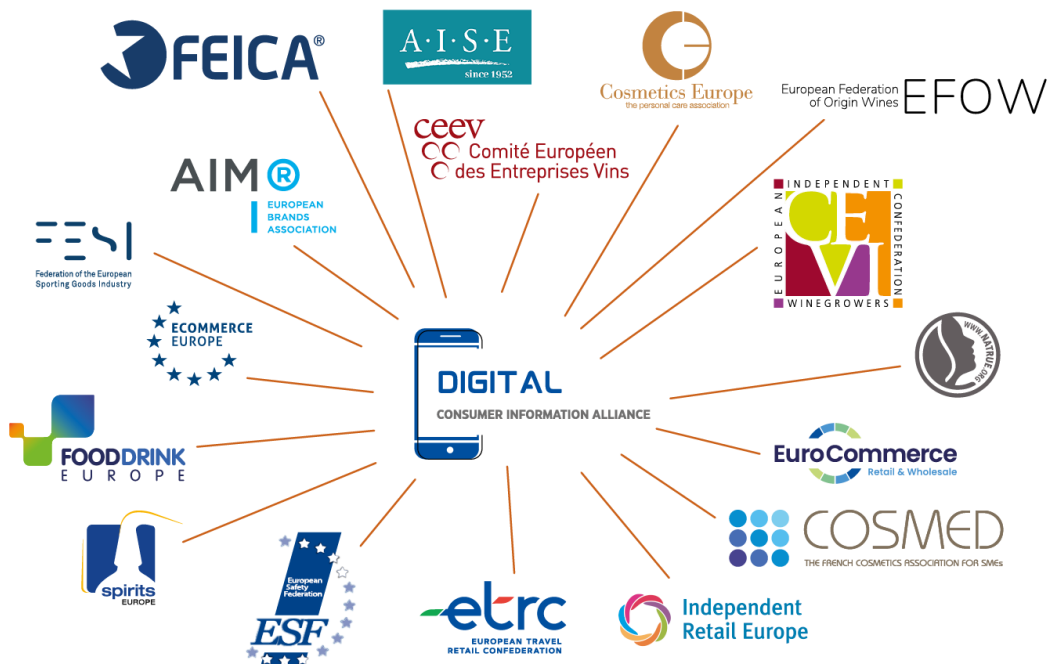 FEICA®
A·I·S·E
since 1952
Cosmetics Europe
the personal care association
European Federation
of Origin Wines
EFOW
ceev
Comité Européen
des Entreprises Vins
AIM®
EUROPEAN
BRANDS
ASSOCIATION
INDEPENDENT
EUROPEAN
CEVI
CONFEDERATION
WINEGROWERS
FESI
Federation of the European
Sporting Goods Industry
ECOMMERCE
EUROPE
WWW.NATRUE.ORG
DIGITAL
CONSUMER INFORMATION ALLIANCE
FOODDRINK
EUROPE
EuroCommerce
Retail & Wholesale
spirits
EUROPE
European
Safety
Federation
ESF
etrc
EUROPEAN TRAVEL
RETAIL CONFEDERATION
Independent
Retail Europe
COSMED
THE FRENCH COSMETICS ASSOCIATION FOR SMEs